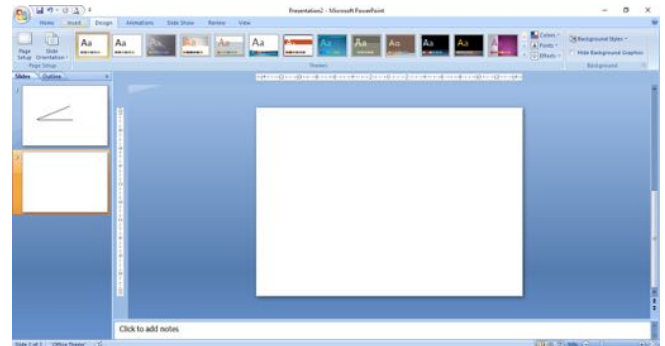 Presentation2 - Microsoft PowerPoint
Home Insert Design Animations Slide Show Review View
Page Setup
Slide Orientation
Aa Aa Aa Aa Aa Aa Aa Aa Aa Aa Aa
Colors
Fonts
Effects
Background Styles
Hide Background Graphics
Page Setup Themes Background
Slides Outline
Click to add notes
"Office Theme"